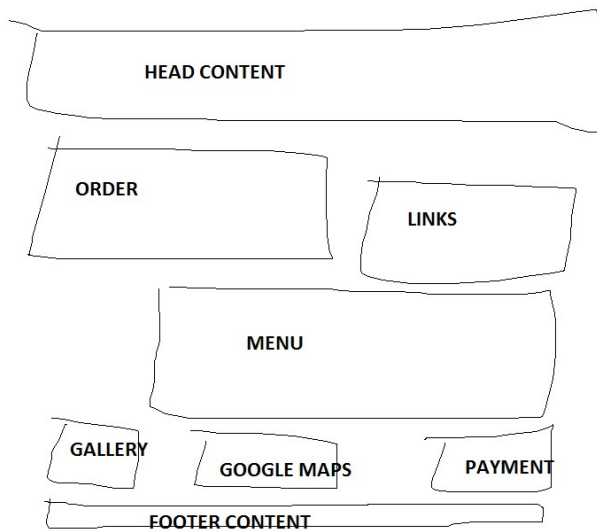 HEAD CONTENT
ORDER
LINKS
MENU
GALLERY
GOOGLE MAPS
PAYMENT
FOOTER CONTENT